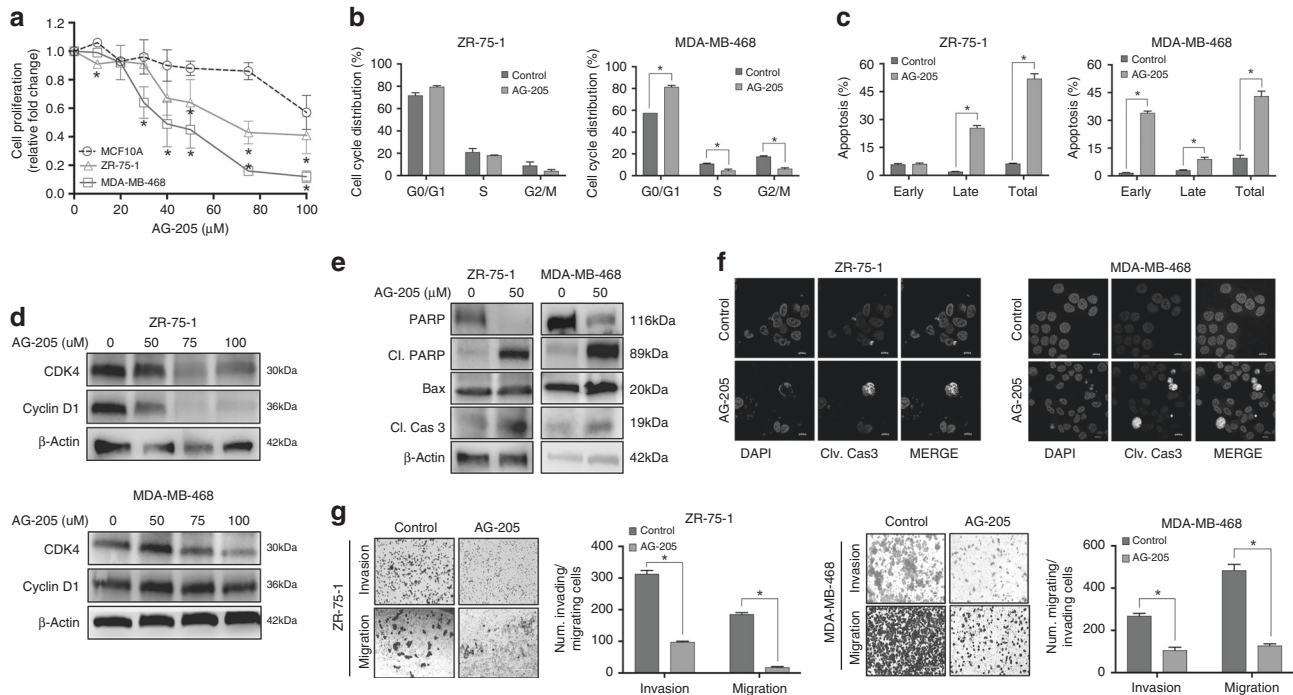 a
1.2
1.0
0.8
0.6
0.4
0.2
0.0
Cell proliferation
(relative fold change)
MCF10A
ZR-75-1
MDA-MB-468
* * * * * * * *
0 20 40 60 80 100
AG-205 (μM)
b
ZR-75-1
Control
AG-205
Cell cycle distribution (%)
100
80
60
40
20
0
G0/G1 S G2/M
MDA-MB-468
Control
AG-205
Cell cycle distribution (%)
100
80
60
40
20
0
* * *
G0/G1 S G2/M
c
ZR-75-1
Control
AG-205
Apoptosis (%)
60
40
20
0
* *
Early Late Total
MDA-MB-468
Control
AG-205
Apoptosis (%)
60
40
20
0
* * *
Early Late Total
d
ZR-75-1
AG-205 (uM) 0 50 75 100
CDK4 30kDa
Cyclin D1 36kDa
β-Actin 42kDa
MDA-MB-468
AG-205 (uM) 0 50 75 100
CDK4 30kDa
Cyclin D1 36kDa
β-Actin 42kDa
e
ZR-75-1 MDA-MB-468
AG-205 (μM) 0 50 0 50
PARP 116kDa
Cl. PARP 89kDa
Bax 20kDa
Cl. Cas 3 19kDa
β-Actin 42kDa
f
ZR-75-1
Control
AG-205
DAPI Clv. Cas3 MERGE
MDA-MB-468
Control
AG-205
DAPI Clv. Cas3 MERGE
g
ZR-75-1
Control AG-205
Invasion
Migration
ZR-75-1
Control
AG-205
Num. invading/
migrating cells
400
300
200
100
0
* *
Invasion Migration
MDA-MB-468
Control AG-205
Invasion
Migration
MDA-MB-468
Control
AG-205
Num. migrating/
invading cells
600
400
200
0
* *
Invasion Migration